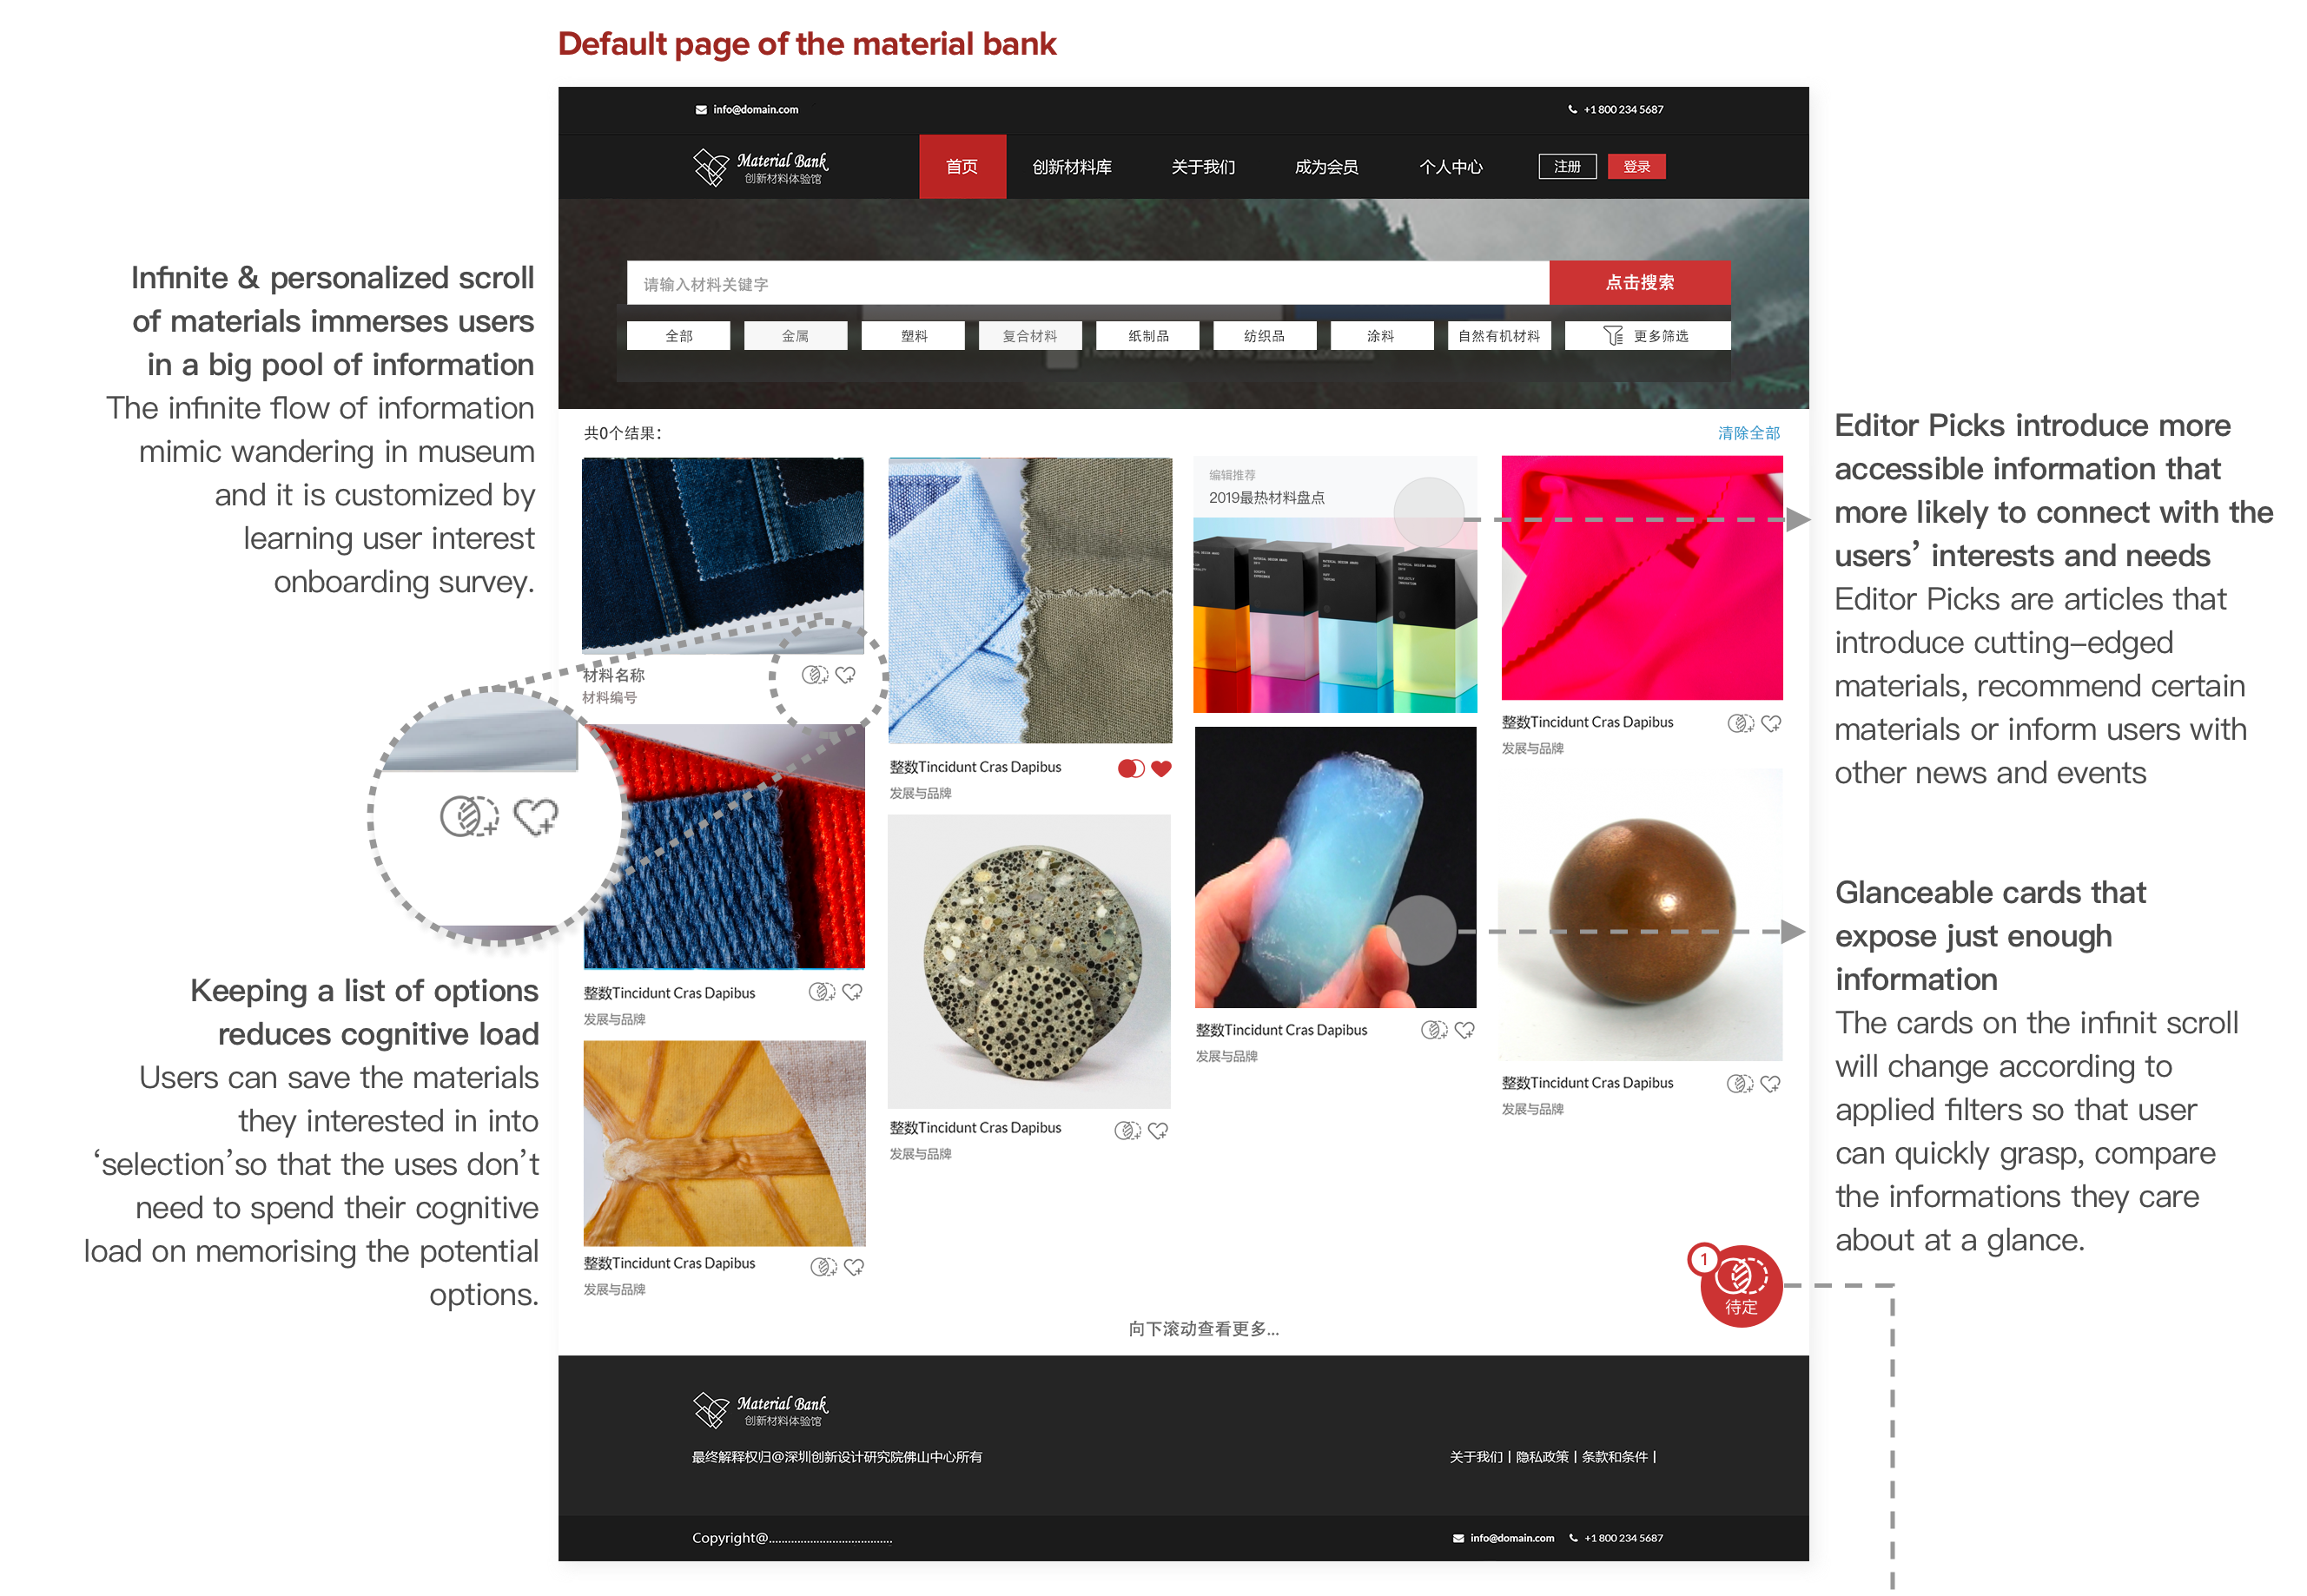 Default page of the material bank
info@domain.com
+1 800 234 5687
Material Bank
创新材料体验馆
首页
创新材料库
关于我们
成为会员
个人中心
注册
登录
请输入材料关键字
点击搜索
全部
金属
塑料
复合材料
纸制品
纺织品
涂料
自然有机材料
更多筛选
Infinite & personalized scroll
of materials immerses users
in a big pool of information
The infinite flow of information
mimic wandering in museum
and it is customized by
learning user interest
onboarding survey.
共0个结果：
清除全部
材料名称
材料编号
整数Tincidunt Cras Dapibus
发展与品牌
整数Tincidunt Cras Dapibus
发展与品牌
整数Tincidunt Cras Dapibus
发展与品牌
整数Tincidunt Cras Dapibus
发展与品牌
编辑推荐
2019最热材料盘点
整数Tincidunt Cras Dapibus
发展与品牌
整数Tincidunt Cras Dapibus
发展与品牌
整数Tincidunt Cras Dapibus
发展与品牌
Keeping a list of options
reduces cognitive load
Users can save the materials
they interested in into
‘selection’so that the uses don’t
need to spend their cognitive
load on memorising the potential
options.
Editor Picks introduce more
accessible information that
more likely to connect with the
users’ interests and needs
Editor Picks are articles that
introduce cutting-edged
materials, recommend certain
materials or inform users with
other news and events
Glanceable cards that
expose just enough
information
The cards on the infinit scroll
will change according to
applied filters so that user
can quickly grasp, compare
the informations they care
about at a glance.
1
待定
向下滚动查看更多...
Material Bank
创新材料体验馆
最终解释权归@深圳创新设计研究院佛山中心所有
关于我们 | 隐私政策 | 条款和条件 |
Copyright@.......................................
info@domain.com
+1 800 234 5687